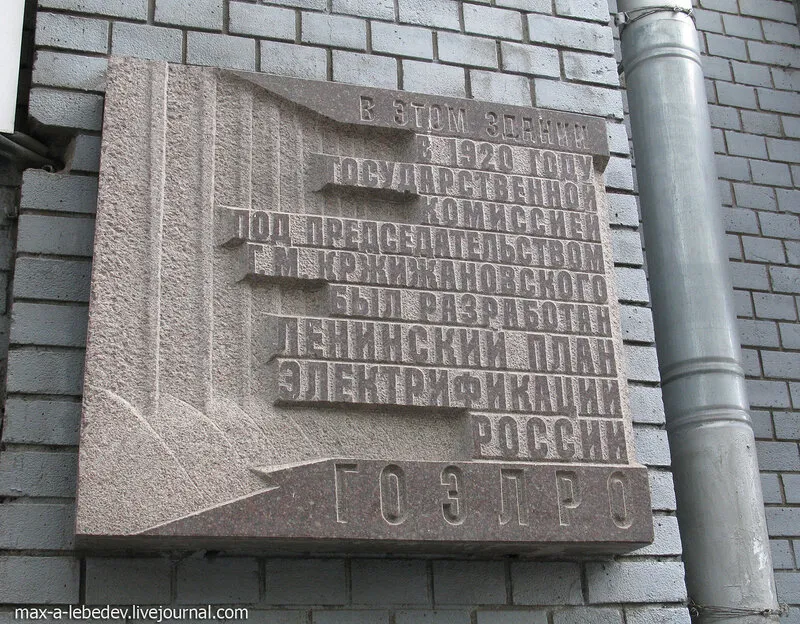 В ЭТОМ ЗДАНИИ
В 1920 ГОДУ
ГОСУДАРСТВЕННОЙ
КОМИССИЕЙ
ПОД ПРЕДСЕДАТЕЛЬСТВОМ
Г.М. КРЖИЖАНОВСКОГО
БЫЛ РАЗРАБОТАН
ЛЕНИНСКИЙ ПЛАН
ЭЛЕКТРИФИКАЦИИ
РОССИИ
ГОЭЛРО
max-a-lebedev.livejournal.com